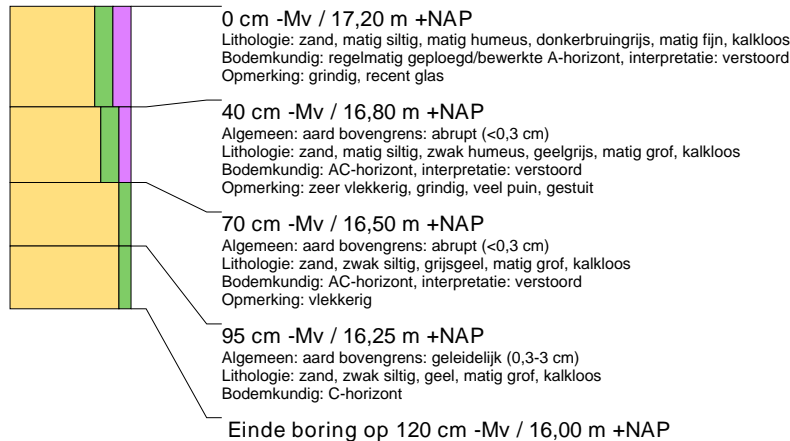 0 cm -Mv / 17,20 m +NAP
Lithologie: zand, matig siltig, matig humeus, donkerbruingrijs, matig fijn, kalkloos
Bodemkundig: regelmatig geploegd/bewerkte A-horizont, interpretatie: verstoord
Opmerking: grindig, recent glas
40 cm -Mv / 16,80 m +NAP
Algemeen: aard bovengrens: abrupt (<0,3 cm)
Lithologie: zand, matig siltig, zwak humeus, geelgrijs, matig grof, kalkloos
Bodemkundig: AC-horizont, interpretatie: verstoord
Opmerking: zeer vlekkerig, grindig, veel puin, gestuit
70 cm -Mv / 16,50 m +NAP
Algemeen: aard bovengrens: abrupt (<0,3 cm)
Lithologie: zand, zwak siltig, grijsgeel, matig grof, kalkloos
Bodemkundig: AC-horizont, interpretatie: verstoord
Opmerking: vlekkerig
95 cm -Mv / 16,25 m +NAP
Algemeen: aard bovengrens: geleidelijk (0,3-3 cm)
Lithologie: zand, zwak siltig, geel, matig grof, kalkloos
Bodemkundig: C-horizont
Einde boring op 120 cm -Mv / 16,00 m +NAP